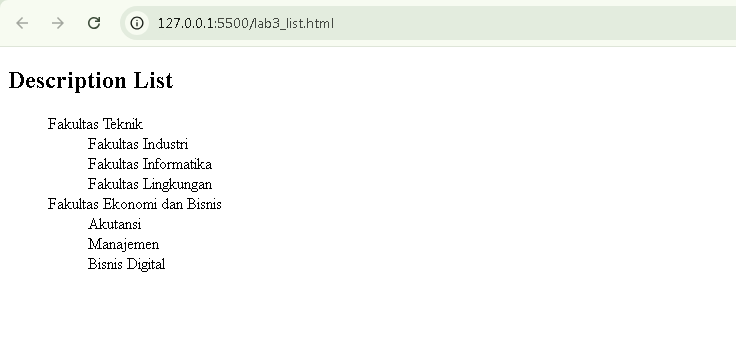 127.0.0.1:5500/lab3_list.html
Description List
Fakultas Teknik
Fakultas Industri
Fakultas Informatika
Fakultas Lingkungan
Fakultas Ekonomi dan Bisnis
Akutansi
Manajemen
Bisnis Digital